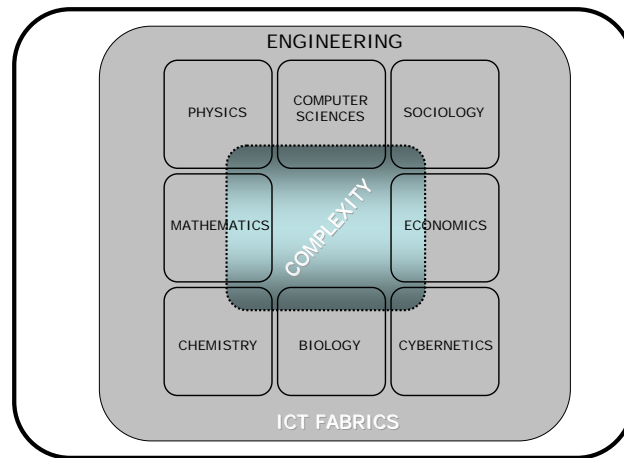 ENGINEERING
PHYSICS
COMPUTER
SCIENCES
SOCIOLOGY
MATHEMATICS
COMPLEXITY
ECONOMICS
CHEMISTRY
BIOLOGY
CYBERNETICS
ICT FABRICS